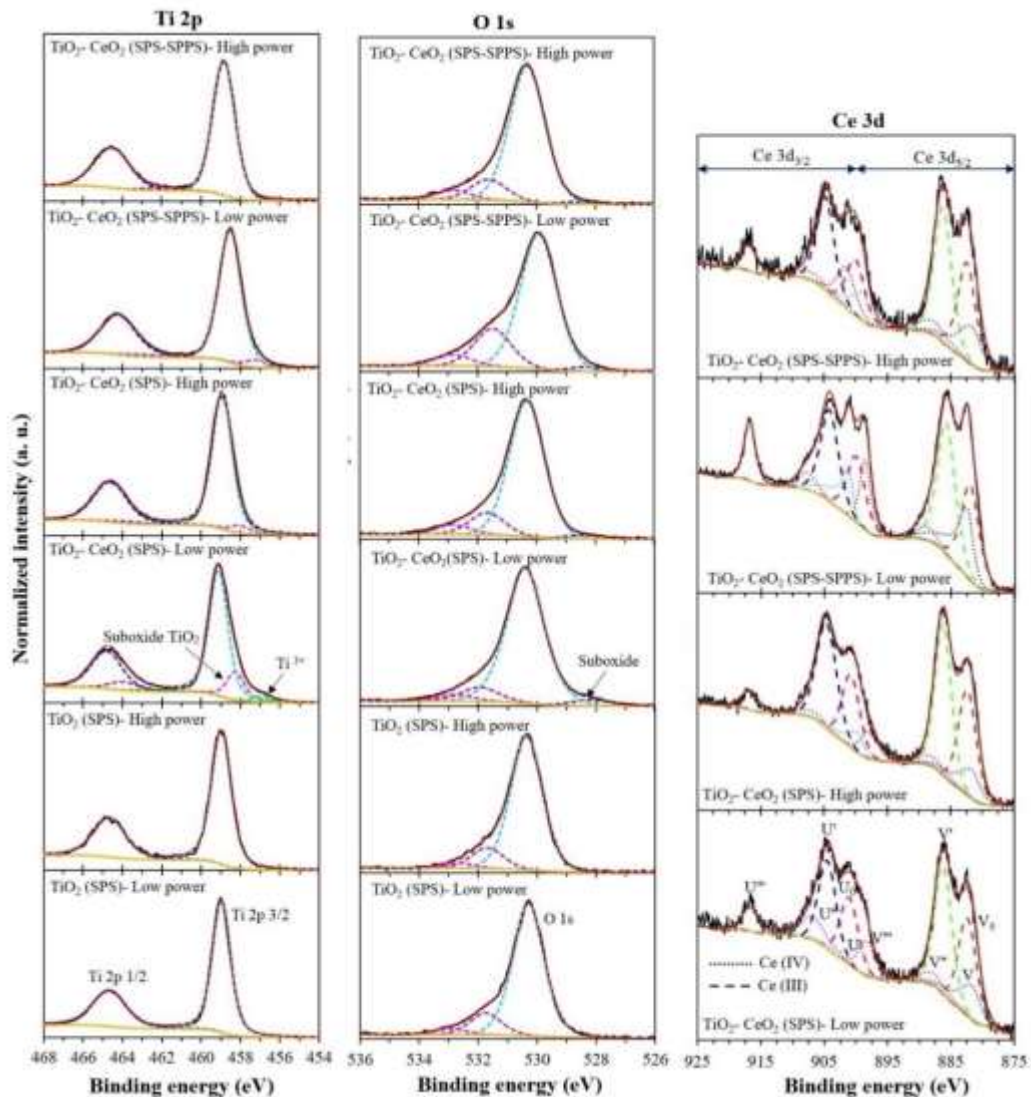 Ti 2p
TiO₂- CeO₂ (SPS-SPPS)- High power
TiO₂- CeO₂ (SPS-SPPS)- Low power
TiO₂- CeO₂ (SPS)- High power
TiO₂- CeO₂ (SPS)- Low power
Suboxide TiO₂
Ti ³⁺
TiO₂ (SPS)- High power
TiO₂ (SPS)- Low power
Ti 2p 3/2
Ti 2p 1/2
468 466 464 462 460 458 456 454
Binding energy (eV)
Normalized intensity (a. u.)
O 1s
TiO₂- CeO₂ (SPS-SPPS)- High power
TiO₂- CeO₂ (SPS-SPPS)- Low power
TiO₂- CeO₂ (SPS)- High power
TiO₂- CeO₂(SPS)- Low power
Suboxide
TiO₂ (SPS)- High power
TiO₂ (SPS)- Low power
O 1s
536 534 532 530 528 526
Binding energy (eV)
Ce 3d
Ce 3d₃/₂ Ce 3d₅/₂
TiO₂- CeO₂ (SPS-SPPS)- High power
TiO₂- CeO₂ (SPS-SPPS)- Low power
TiO₂- CeO₂ (SPS)- High power
U' V'
U''' U₀
U'' V₀
U V''' V'' V
Ce (IV)
Ce (III)
TiO₂- CeO₂ (SPS)- Low power
925 915 905 895 885 875
Binding energy (eV)